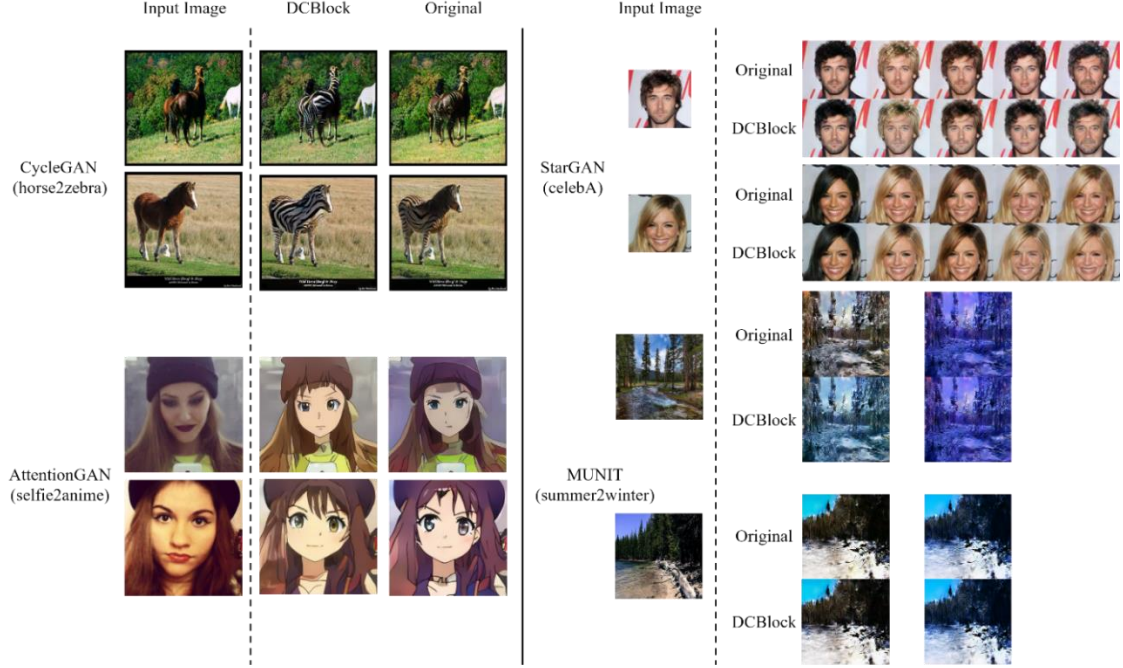 Input Image
DCBlock
Original
Input Image
CycleGAN
(horse2zebra)
AttentionGAN
(selfie2anime)
StarGAN
(celebA)
Original
DCBlock
Original
DCBlock
MUNIT
(summer2winter)
Original
DCBlock
Original
DCBlock